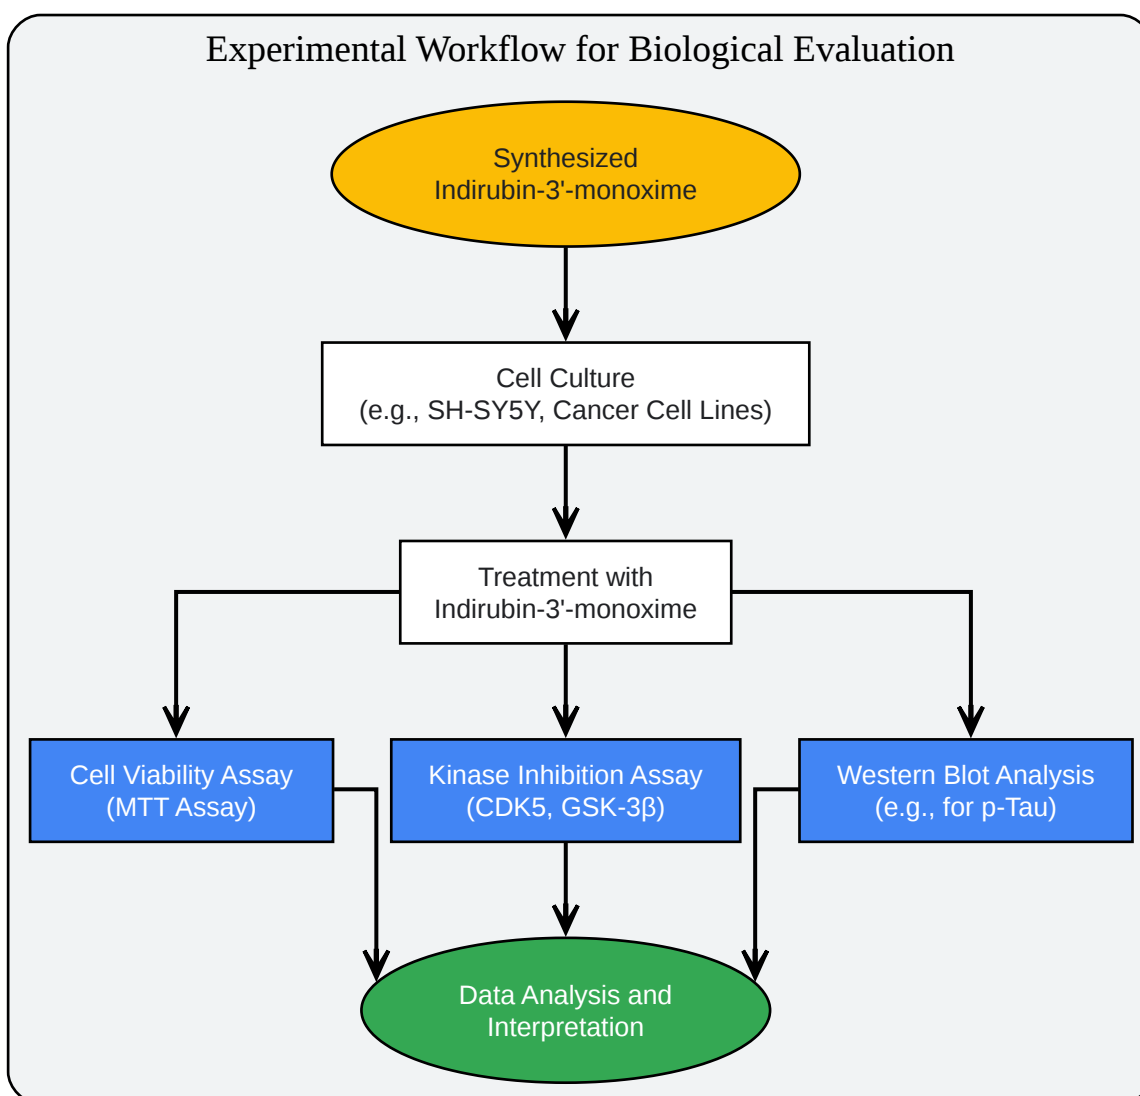 Experimental Workflow for Biological Evaluation
Synthesized
Indirubin-3'-monoxime
Cell Culture
(e.g., SH-SY5Y, Cancer Cell Lines)
Treatment with
Indirubin-3'-monoxime
Cell Viability Assay
(MTT Assay)
Kinase Inhibition Assay
(CDK5, GSK-3β)
Western Blot Analysis
(e.g., for p-Tau)
Data Analysis and
Interpretation